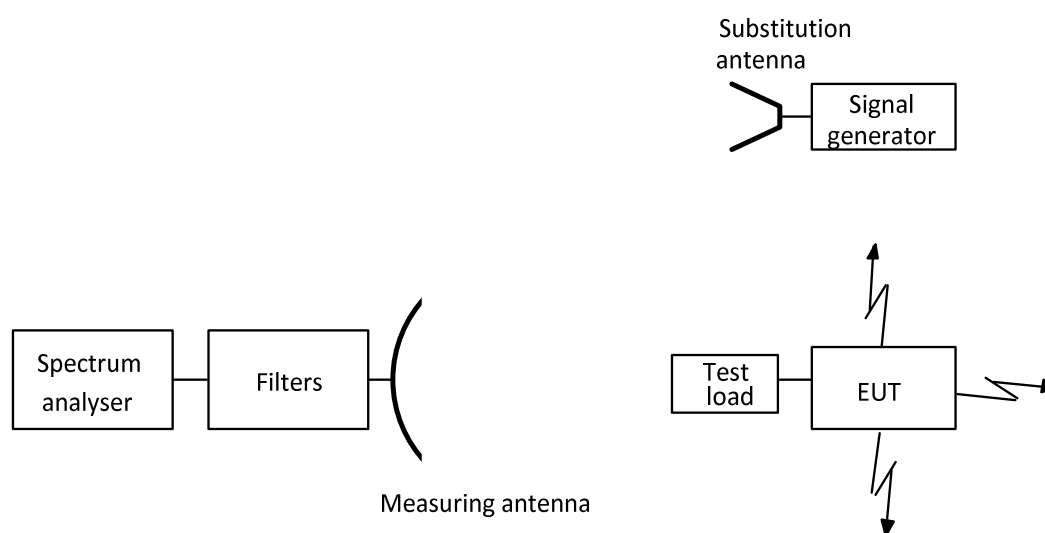 Substitution
antenna
Signal
generator
Spectrum
analyser
Filters
Test
load
EUT
Measuring antenna